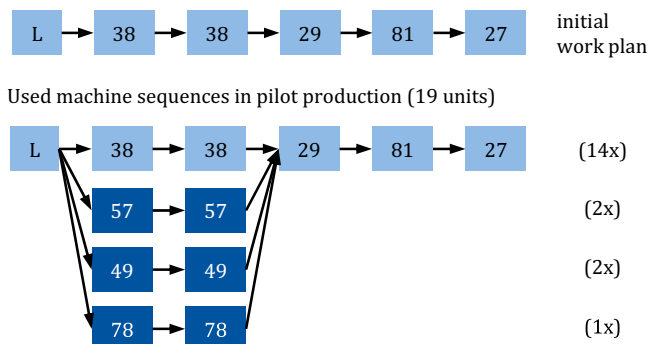 L 38 38 29 81 27 initial
work plan
Used machine sequences in pilot production (19 units)
L 38 38 29 81 27 (14x)
57 57 (2x)
49 49 (2x)
78 78 (1x)